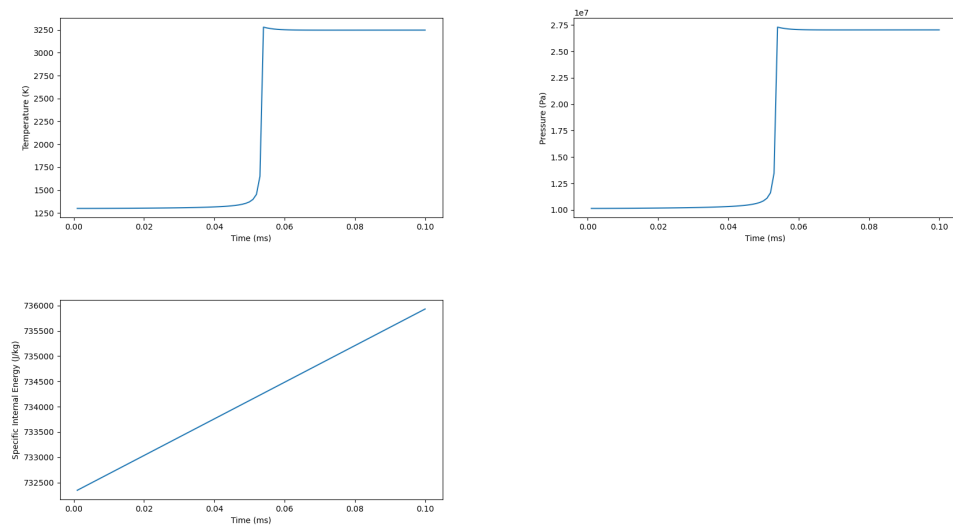 3250
3000
2750
2500
2250
2000
1750
1500
1250
Temperature (K)
0.00 0.02 0.04 0.06 0.08 0.10
Time (ms)
1e7
2.75
2.50
2.25
2.00
1.75
1.50
1.25
1.00
Pressure (Pa)
0.00 0.02 0.04 0.06 0.08 0.10
Time (ms)
736000
735500
735000
734500
734000
733500
733000
732500
Specific Internal Energy (J/kg)
0.00 0.02 0.04 0.06 0.08 0.10
Time (ms)